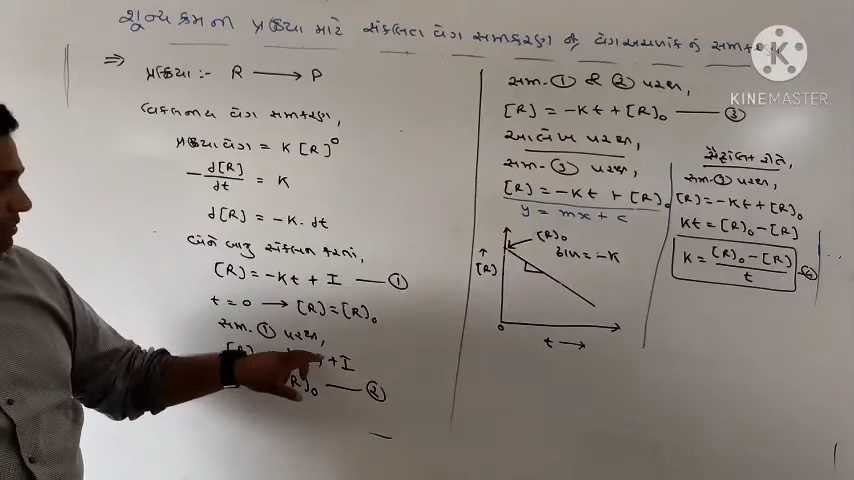 શૂન્ય ક્રમની પ્રક્રિયા માટે સંકલિત વેગ સમીકરણ
⇒ પ્રક્રિયા :- R ⟶ P
વિકલનીય વેગ સમીકરણ,
પ્રક્રિયા વેગ = K [R]⁰
- d[R]/dt = K
d[R] = -K. dt
બંને બાજુ સંકલન કરતાં,
[R] = -Kt + I —— ①
t = 0 ⟶ [R] = [R]₀
સમી. ① પરથી,
+ I
R]₀ —— ②
સમી. ① & ② પરથી,
[R] = -Kt + [R]₀ —— ③
આલેખ પરથી,
સમી. ③ પરથી,
[R] = -Kt + [R]₀
y = mx + c
[R]₀
ઢાળ = -K
↑
[R]
0
t ⟶
સૈદ્ધાંતિક રીતે,
સમી. ③ પરથી,
[R] = -Kt + [R]₀
Kt = [R]₀ - [R]
K = [R]₀ - [R] / t —④
K
KINEMASTER